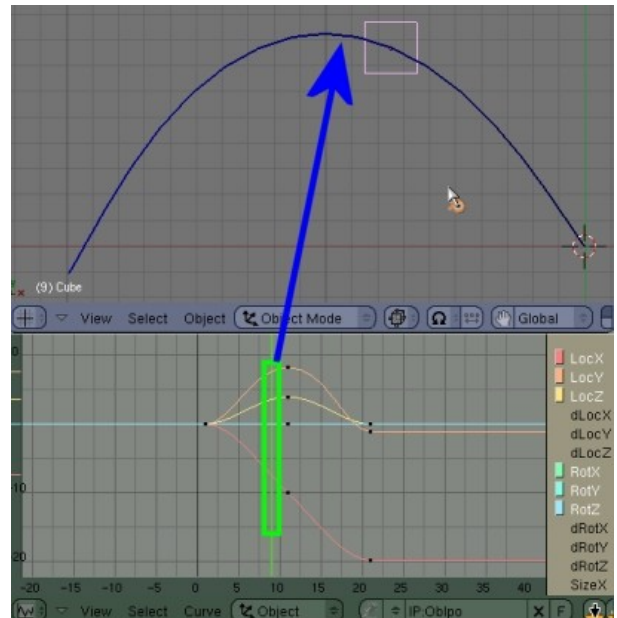 (9) Cube
View Select Object Object Mode Global
LocX
LocY
LocZ
dLocX
dLocY
dLocZ
RotX
RotY
RotZ
dRotX
dRotY
dRotZ
SizeX
0
-10
-20
-20 -15 -10 -5 0 5 10 15 20 25 30 35 40
View Select Curve Object IP:ObIpo X F